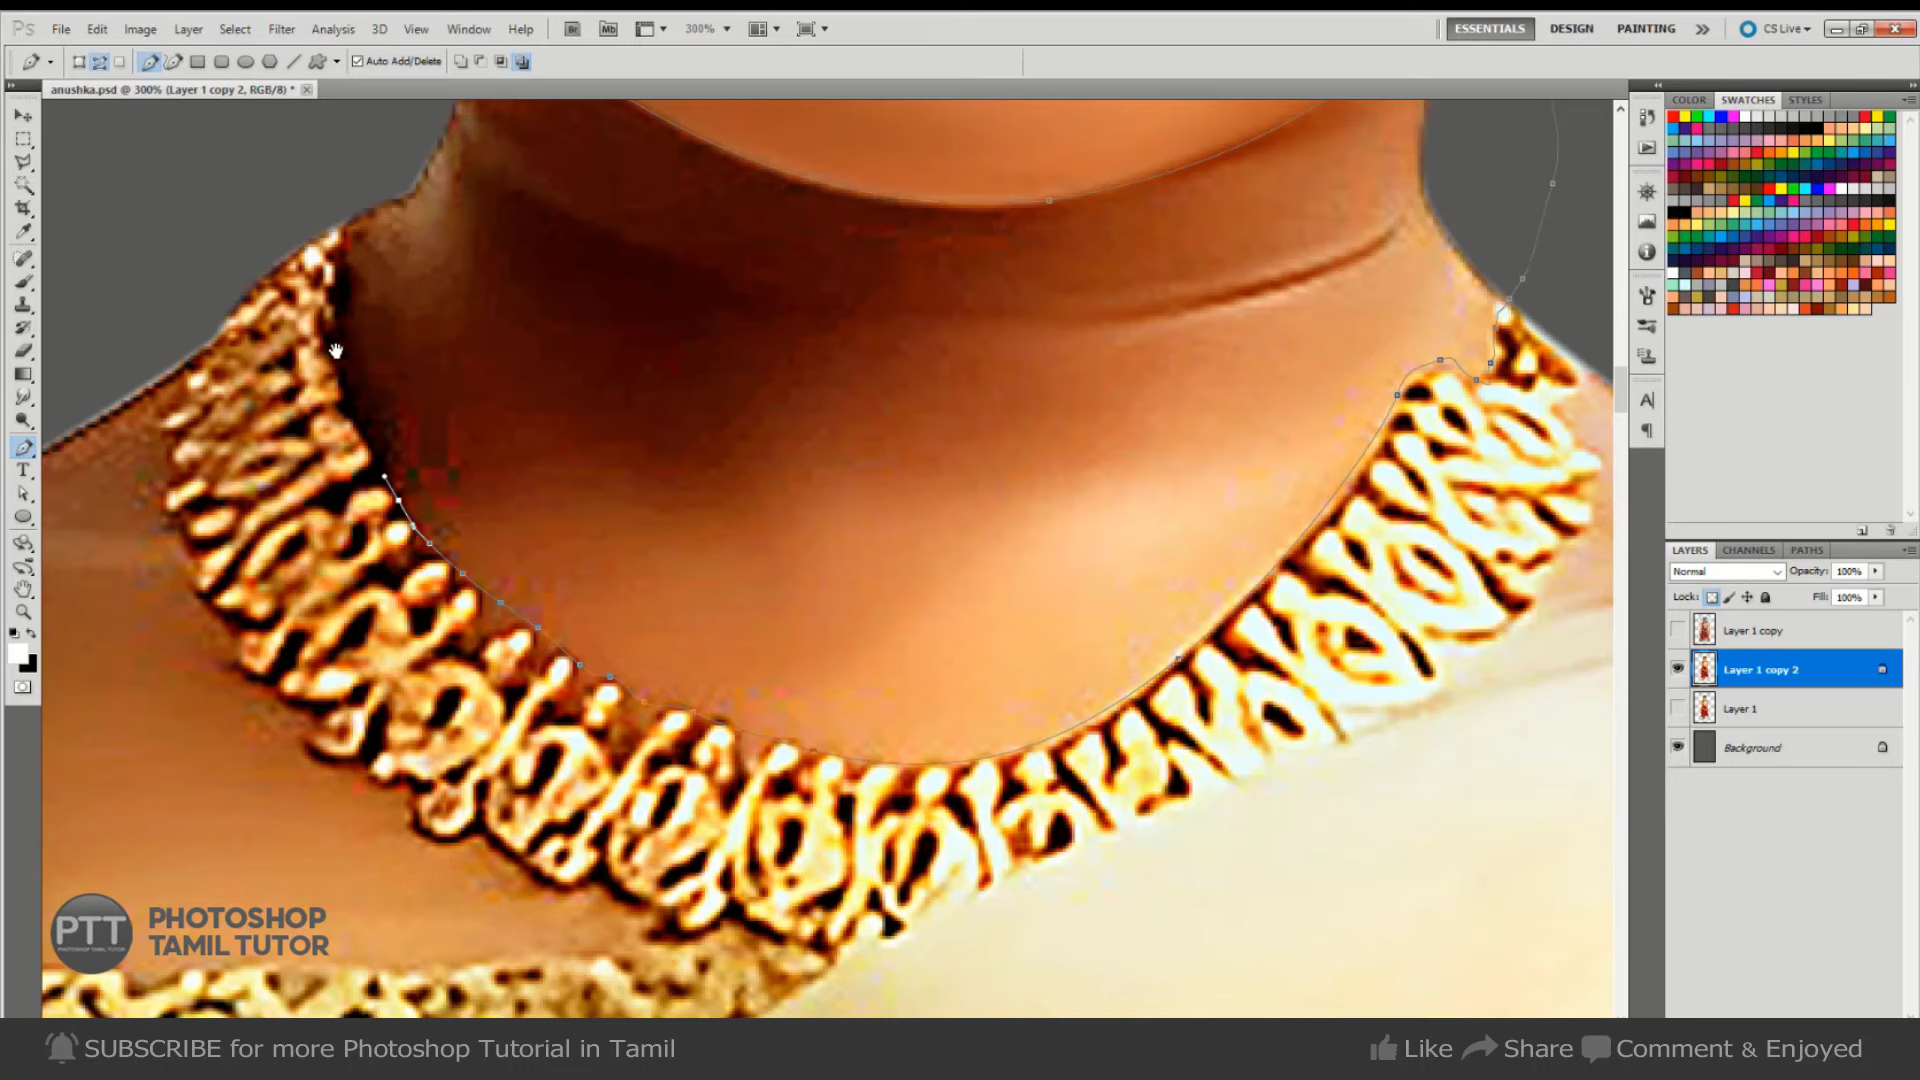 Ps File Edit Image Layer Select Filter Analysis 3D View Window Help Br Mb 300% ESSENTIALS DESIGN PAINTING CS Live
Auto Add/Delete
anushka.psd @ 300% (Layer 1 copy 2, RGB/8) *
COLOR SWATCHES STYLES
LAYERS CHANNELS PATHS
Normal Opacity: 100%
Lock: Fill: 100%
Layer 1 copy
Layer 1 copy 2
Layer 1
Background
PTT PHOTOSHOP
TAMIL TUTOR
SUBSCRIBE for more Photoshop Tutorial in Tamil Like Share Comment & Enjoyed